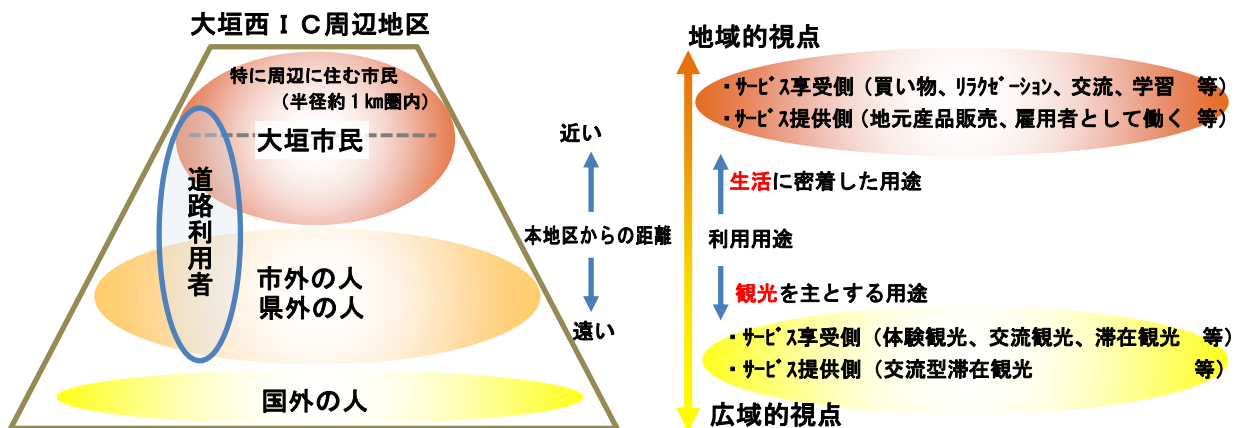 大垣西ＩＣ周辺地区
特に周辺に住む市民
（半径約１㎞圏内）
大垣市民
道路利用者
市外の人
県外の人
国外の人
近い
本地区からの距離
遠い
地域的視点
・ｻｰﾋﾞｽ享受側（買い物、ﾘﾗｸｾﾞｰｼｮﾝ、交流、学習　等）
・ｻｰﾋﾞｽ提供側（地元産品販売、雇用者として働く 等）
生活に密着した用途
利用用途
観光を主とする用途
・ｻｰﾋﾞｽ享受側（体験観光、交流観光、滞在観光　等）
・ｻｰﾋﾞｽ提供側（交流型滞在観光　等）
広域的視点